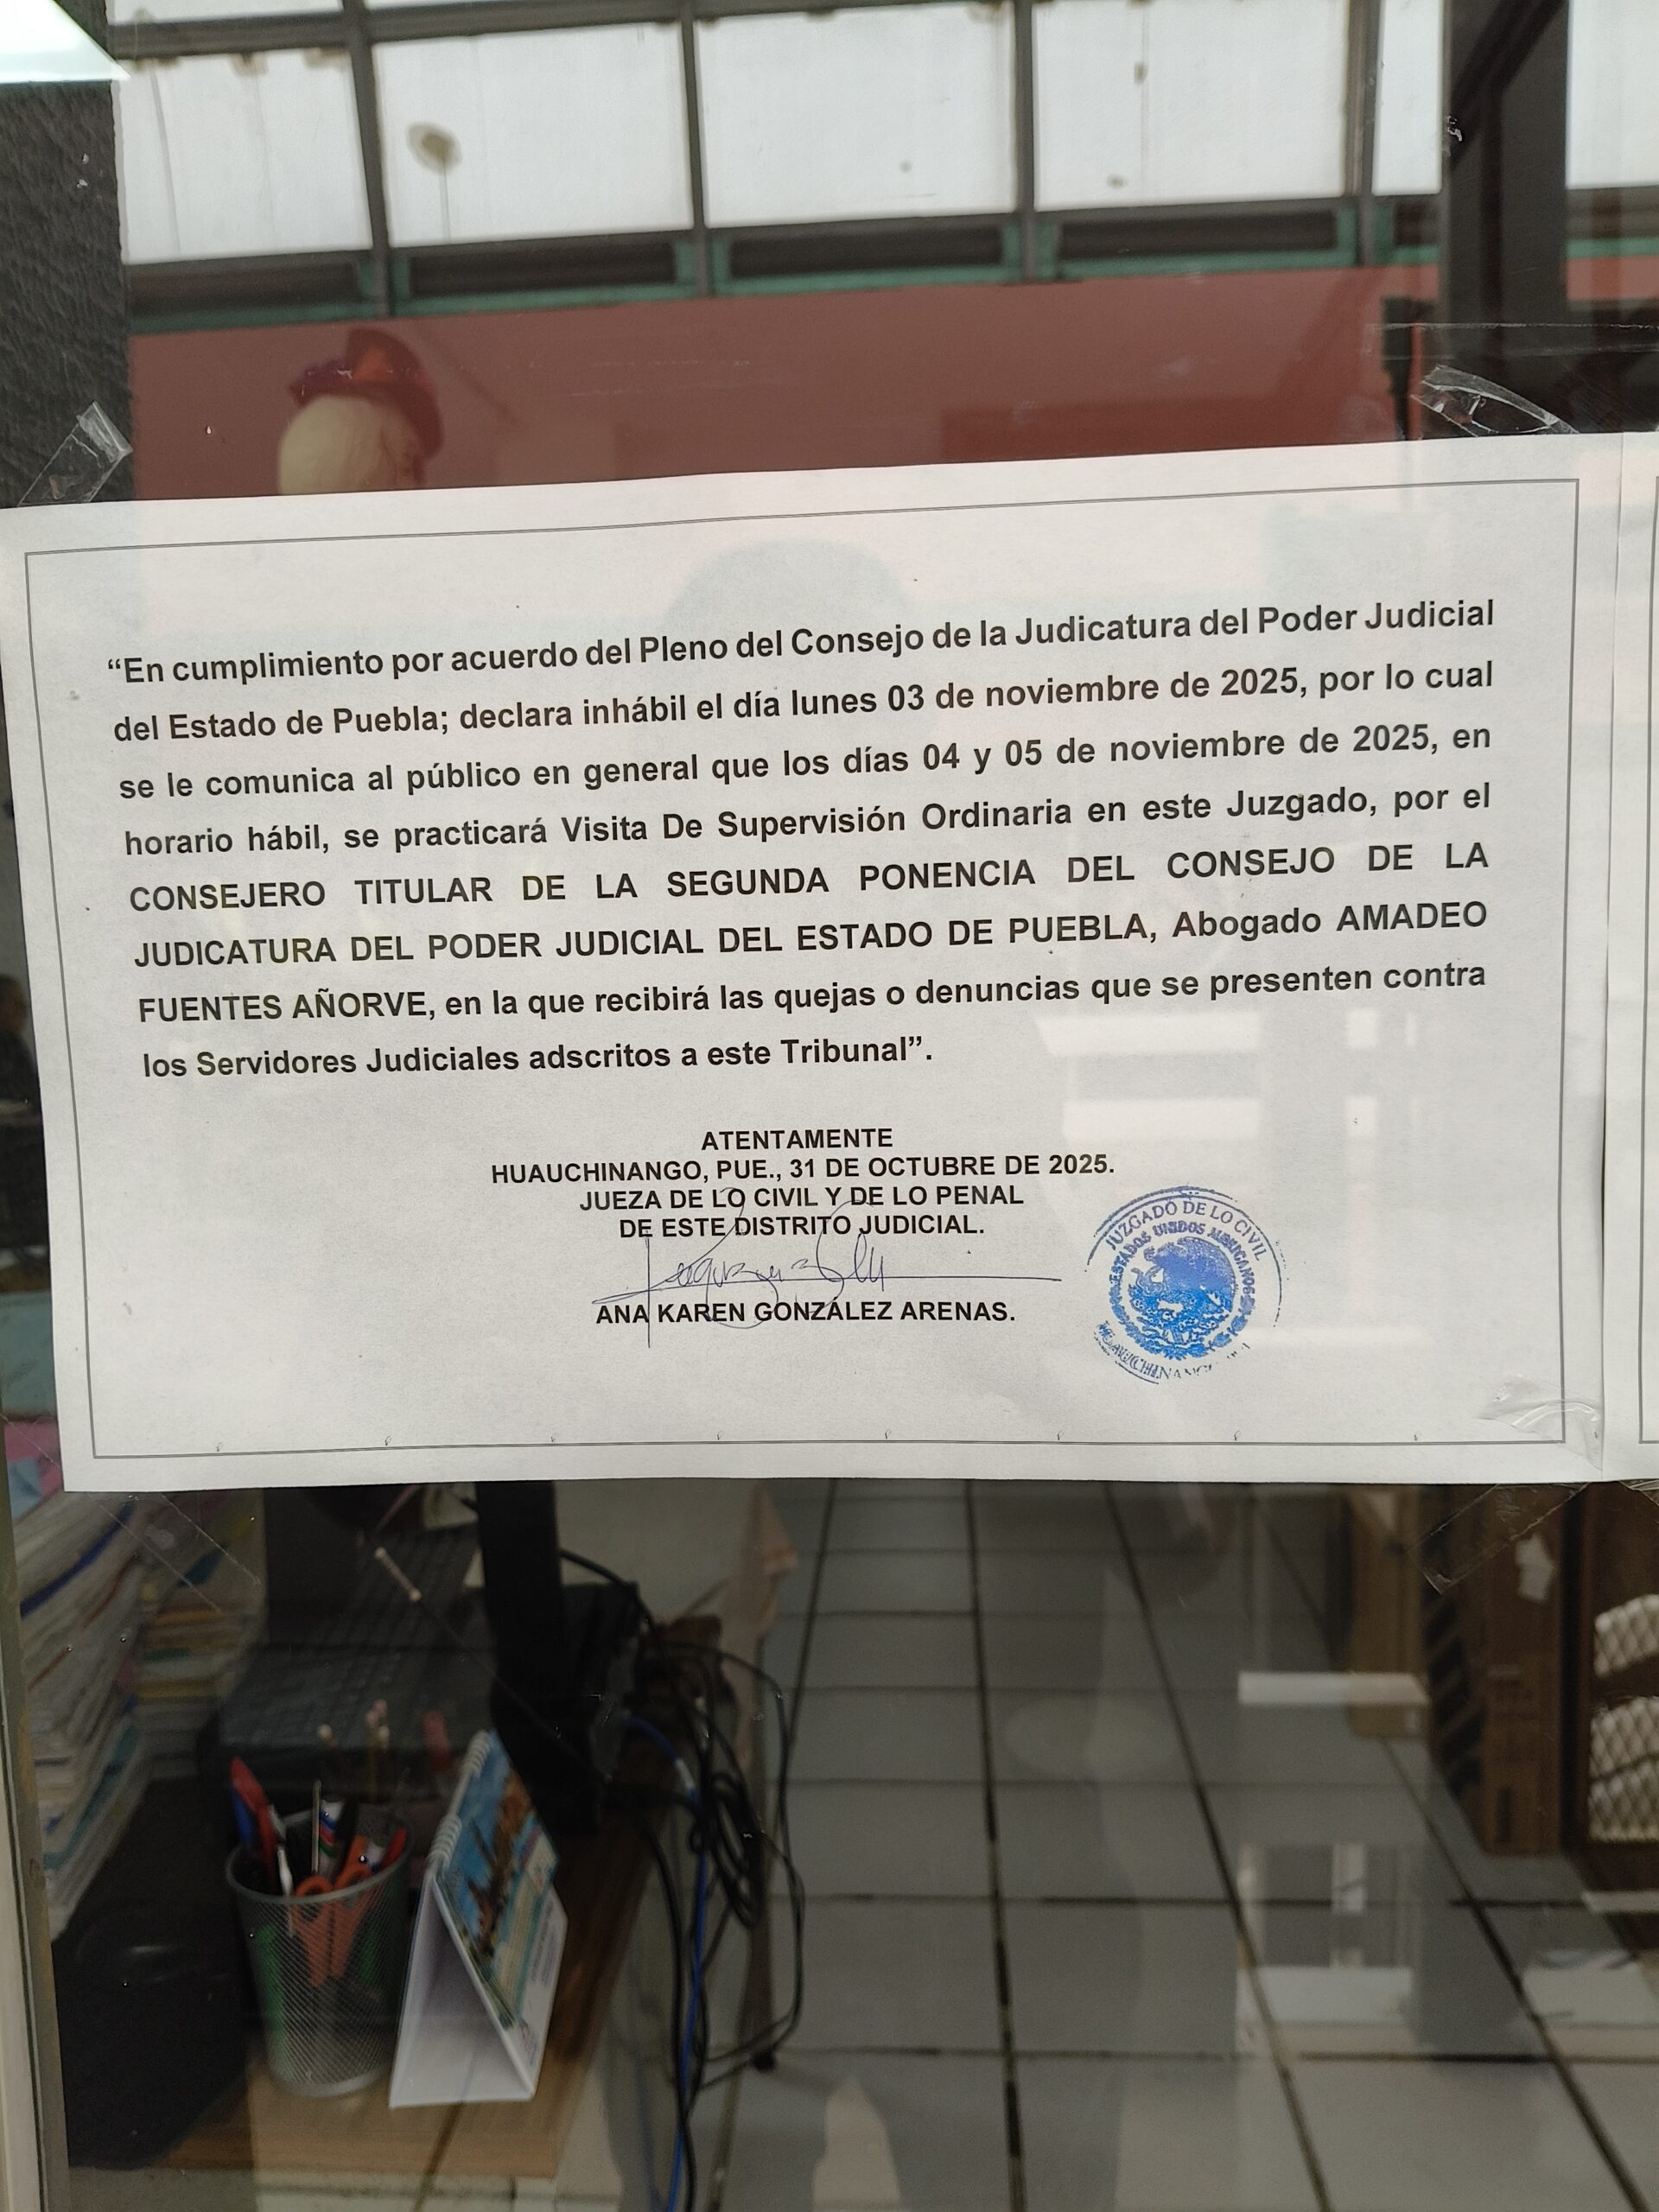 “En cumplimiento por acuerdo del Pleno del Consejo de la Judicatura del Poder Judicial
del Estado de Puebla; declara inhábil el día lunes 03 de noviembre de 2025, por lo cual
se le comunica al público en general que los días 04 y 05 de noviembre de 2025, en
horario hábil, se practicará Visita De Supervisión Ordinaria en este Juzgado, por el
CONSEJERO TITULAR DE LA SEGUNDA PONENCIA DEL CONSEJO DE LA
JUDICATURA DEL PODER JUDICIAL DEL ESTADO DE PUEBLA, Abogado AMADEO
FUENTES AÑORVE, en la que recibirá las quejas o denuncias que se presenten contra
los Servidores Judiciales adscritos a este Tribunal”.
ATENTAMENTE
HUAUCHINANGO, PUE., 31 DE OCTUBRE DE 2025.
JUEZA DE LO CIVIL Y DE LO PENAL
DE ESTE DISTRITO JUDICIAL.
ANA KAREN GONZÁLEZ ARENAS.
JUZGADO DE LO CIVIL
ESTADOS UNIDOS MEXICANOS